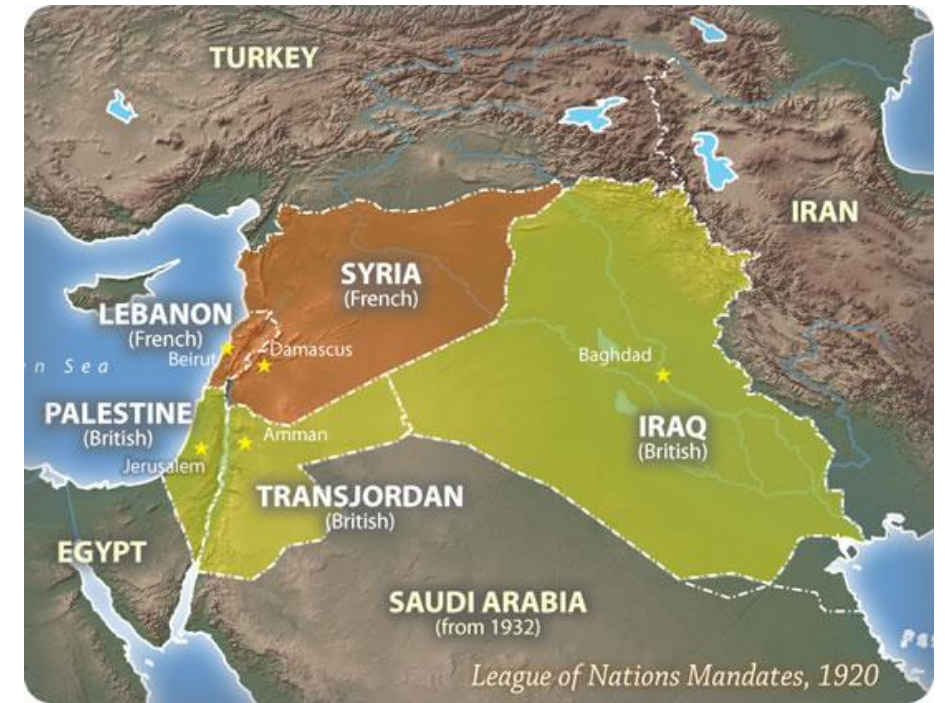 TURKEY
IRAN
SYRIA
(French)
LEBANON
(French)
Beirut
Damascus
n Sea
Baghdad
PALESTINE
(British)
IRAQ
(British)
Amman
Jerusalem
TRANSJORDAN
(British)
EGYPT
SAUDI ARABIA
(from 1932)
Pers
League of Nations Mandates, 1920